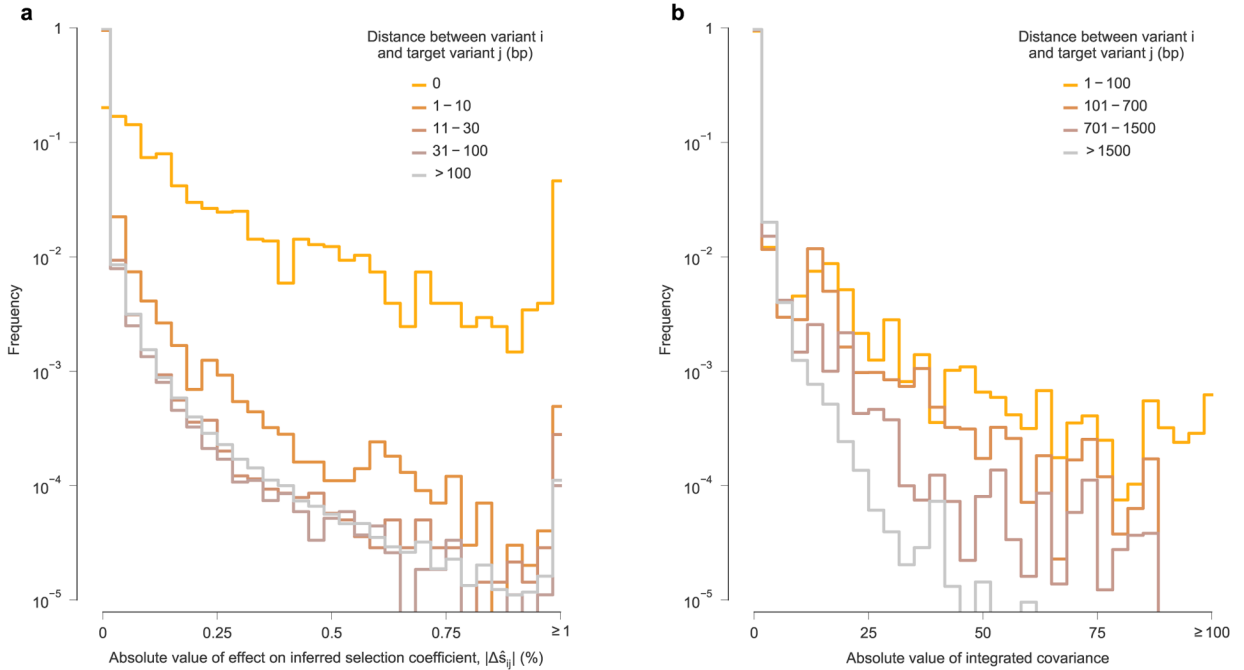 a
Distance between variant i
and target variant j (bp)
0
1 – 10
11 – 30
31 – 100
> 100
Frequency
1
10⁻¹
10⁻²
10⁻³
10⁻⁴
10⁻⁵
0
0.25
0.5
0.75
≥ 1
Absolute value of effect on inferred selection coefficient, |Δŝᵢⱼ| (%)
b
Distance between variant i
and target variant j (bp)
1 – 100
101 – 700
701 – 1500
> 1500
Frequency
1
10⁻¹
10⁻²
10⁻³
10⁻⁴
10⁻⁵
0
25
50
75
≥ 100
Absolute value of integrated covariance